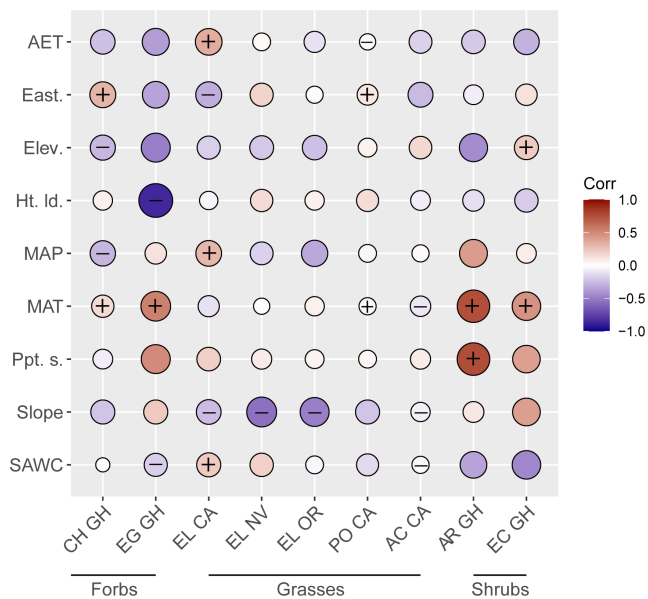 AET
East.
Elev.
Ht. ld.
MAP
MAT
Ppt. s.
Slope
SAWC
CH GH
EG GH
EL CA
EL NV
EL OR
PO CA
AC CA
AR GH
EC GH
Forbs
Grasses
Shrubs
Corr
1.0
0.5
0.0
−0.5
−1.0